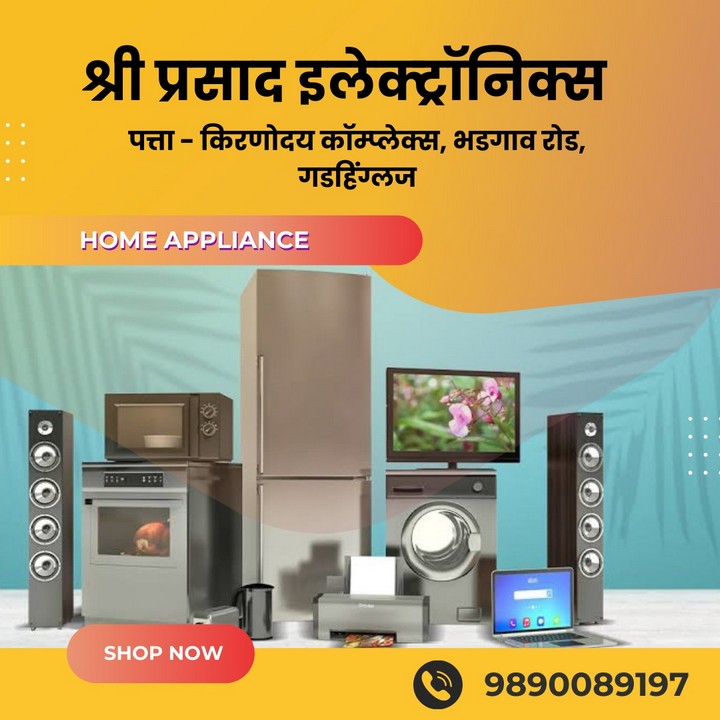 श्री प्रसाद इलेक्ट्रॉनिक्स
पत्ता - किरणोदय कॉम्प्लेक्स, भडगाव रोड,
गडहिंग्लज
HOME APPLIANCE
SHOP NOW
9890089197